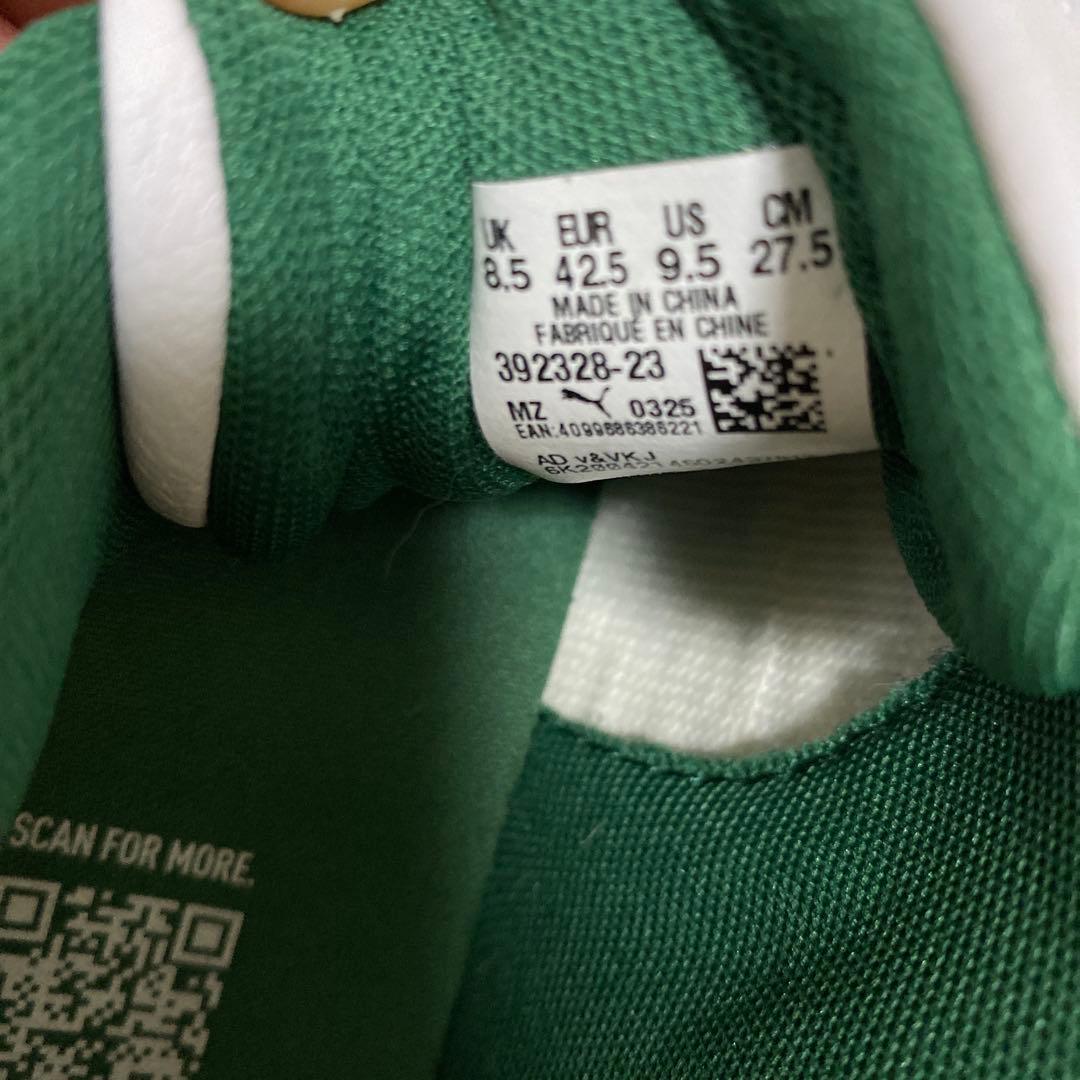 UK EUR US CM
8.5 42.5 9.5 27.5
MADE IN CHINA
FABRIQUÉ EN CHINE
392328-23
MZ 0325
EAN:4099686386221
AD v&VKJ
SCAN FOR MORE.